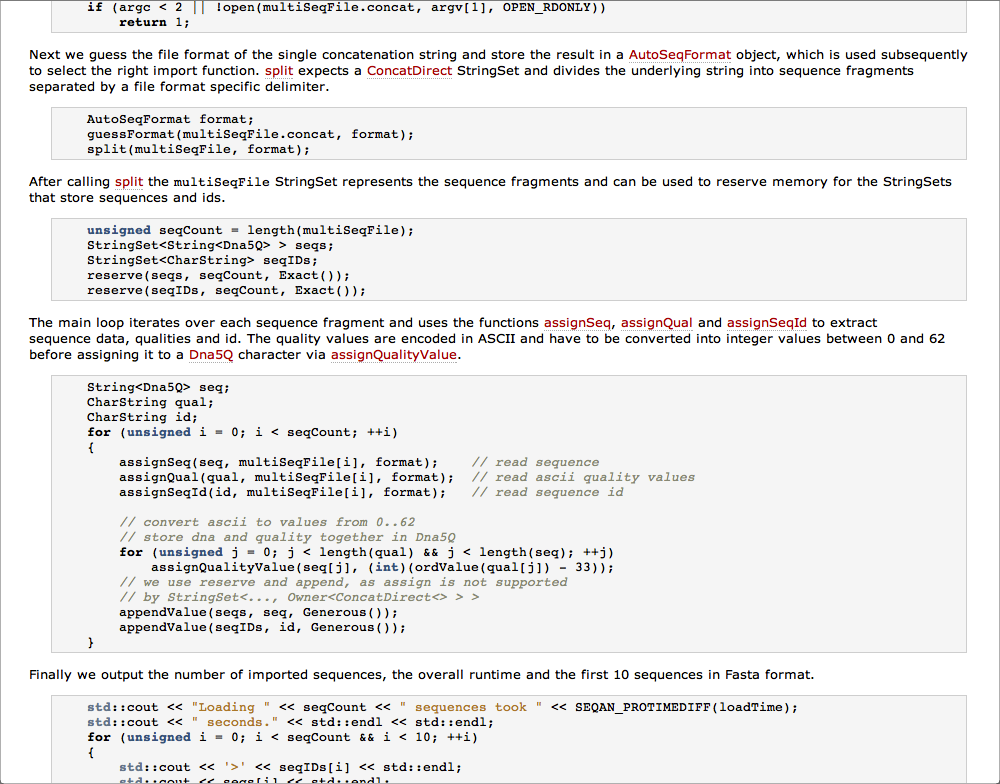 if (argc < 2 || !open(multiSeqFile.concat, argv[1], OPEN_RDONLY))
return 1;
Next we guess the file format of the single concatenation string and store the result in a AutoSeqFormat object, which is used subsequently
to select the right import function. split expects a ConcatDirect StringSet and divides the underlying string into sequence fragments
separated by a file format specific delimiter.
AutoSeqFormat format;
guessFormat(multiSeqFile.concat, format);
split(multiSeqFile, format);
After calling split the multiSeqFile StringSet represents the sequence fragments and can be used to reserve memory for the StringSets
that store sequences and ids.
unsigned seqCount = length(multiSeqFile);
StringSet<String<Dna5Q> > seqs;
StringSet<CharString> seqIDs;
reserve(seqs, seqCount, Exact());
reserve(seqIDs, seqCount, Exact());
The main loop iterates over each sequence fragment and uses the functions assignSeq, assignQual and assignSeqId to extract
sequence data, qualities and id. The quality values are encoded in ASCII and have to be converted into integer values between 0 and 62
before assigning it to a Dna5Q character via assignQualityValue.
String<Dna5Q> seq;
CharString qual;
CharString id;
for (unsigned i = 0; i < seqCount; ++i)
{
assignSeq(seq, multiSeqFile[i], format);    // read sequence
assignQual(qual, multiSeqFile[i], format);  // read ascii quality values
assignSeqId(id, multiSeqFile[i], format);   // read sequence id
// convert ascii to values from 0..62
// store dna and quality together in Dna5Q
for (unsigned j = 0; j < length(qual) && j < length(seq); ++j)
assignQualityValue(seq[j], (int)(ordValue(qual[j]) - 33));
// we use reserve and append, as assign is not supported
// by StringSet<..., Owner<ConcatDirect<> > >
appendValue(seqs, seq, Generous());
appendValue(seqIDs, id, Generous());
}
Finally we output the number of imported sequences, the overall runtime and the first 10 sequences in Fasta format.
std::cout << "Loading " << seqCount << " sequences took " << SEQAN_PROTIMEDIFF(loadTime);
std::cout << " seconds." << std::endl << std::endl;
for (unsigned i = 0; i < seqCount && i < 10; ++i)
{
std::cout << '>' << seqIDs[i] << std::endl;
std::cout << seqs[i] << std::endl;